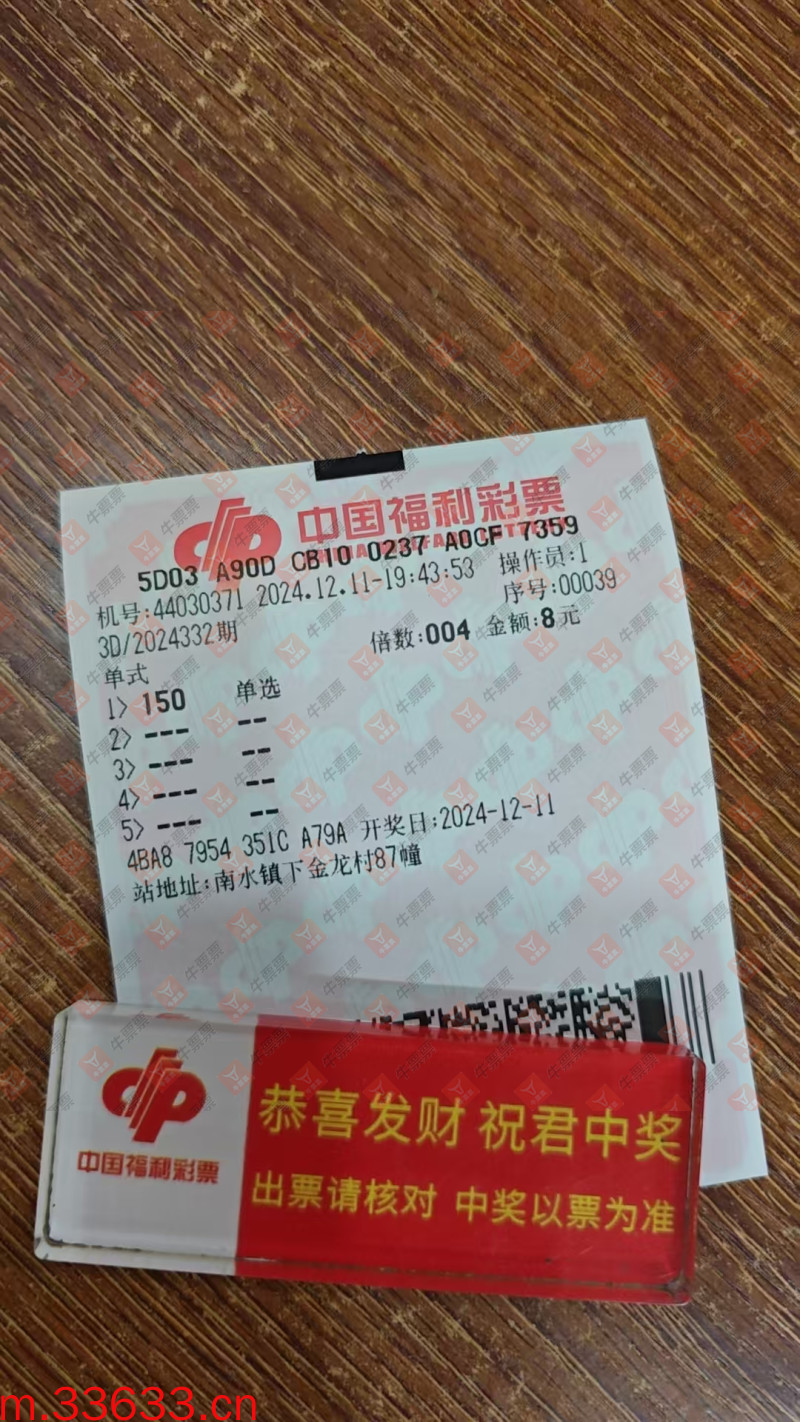 中国福利彩票
5D03 A90D CB10 0237 A0CF 7359
机号:44030371 2024.12.11-19:43:53 操作员:1
序号:00039
3D/2024332期 倍数:004 金额:8元
单式
1> 150 单选
2> --- --
3> --- --
4> --- --
5> --- --
4BA8 7954 351C A79A 开奖日:2024-12-11
站地址:南水镇下金龙村87幢
中国福利彩票
恭喜发财 祝君中奖
出票请核对 中奖以票为准
牛票票
m.33633.cn